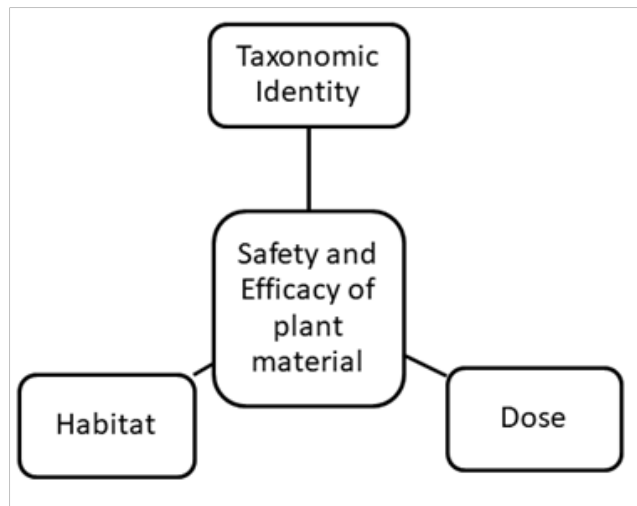 Taxonomic
Identity
Safety and
Efficacy of
plant
material
Habitat
Dose